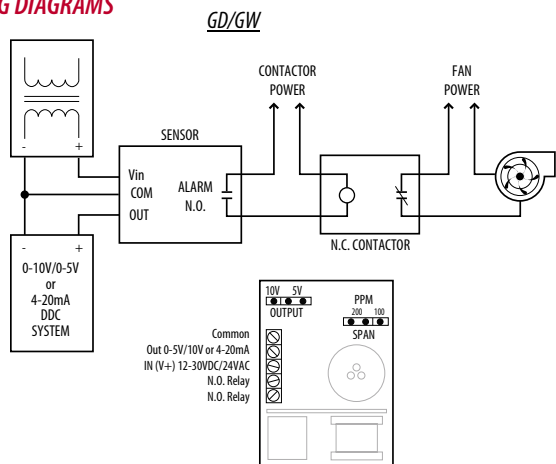 G DIAGRAMS
GD/GW
CONTACTOR
POWER
FAN
POWER
SENSOR
- +
Vin
COM
OUT
ALARM
N.O.
N.C. CONTACTOR
- +
0-10V/0-5V
or
4-20mA
DDC
SYSTEM
10V 5V
OUTPUT
PPM
200 100
SPAN
Common
Out 0-5V/10V or 4-20mA
IN (V+) 12-30VDC/24VAC
N.O. Relay
N.O. Relay